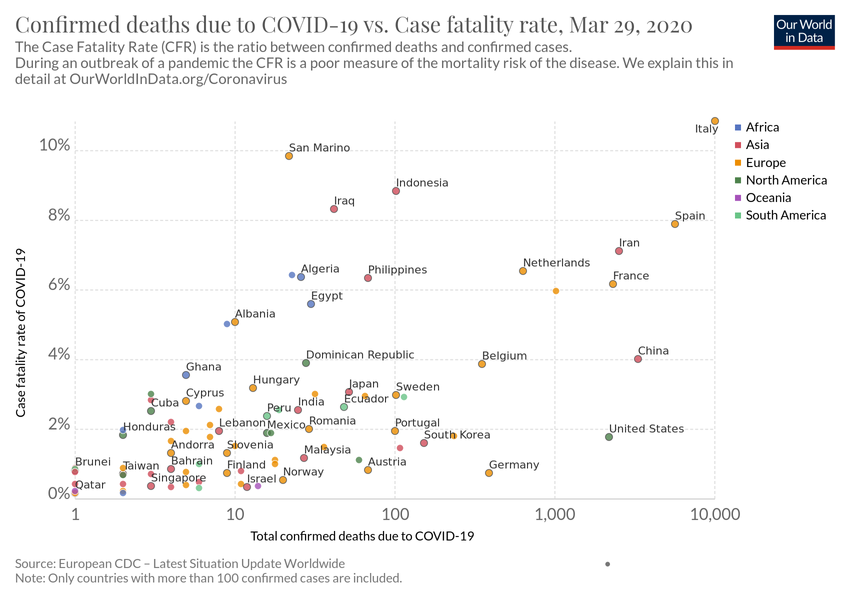 Confirmed deaths due to COVID-19 vs. Case fatality rate, Mar 29, 2020
Our World
in Data
The Case Fatality Rate (CFR) is the ratio between confirmed deaths and confirmed cases.
During an outbreak of a pandemic the CFR is a poor measure of the mortality risk of the disease. We explain this in
detail at OurWorldInData.org/Coronavirus
Italy
Africa
Asia
Europe
North America
Oceania
South America
10%
San Marino
Indonesia
Iraq
8%
Spain
Iran
Netherlands
Algeria
Philippines
France
6%
Egypt
Albania
China
Dominican Republic
Belgium
4%
Ghana
Hungary
Japan
Sweden
Cyprus
Ecuador
Cuba
Peru
India
Honduras
Lebanon
Mexico
Romania
Portugal
United States
2%
South Korea
Andorra
Slovenia
Malaysia
Brunei
Taiwan
Bahrain
Finland
Austria
Germany
Norway
Singapore
Israel
Qatar
0%
1
10
100
1,000
10,000
Case fatality rate of COVID-19
Total confirmed deaths due to COVID-19
Source: European CDC – Latest Situation Update Worldwide
Note: Only countries with more than 100 confirmed cases are included.